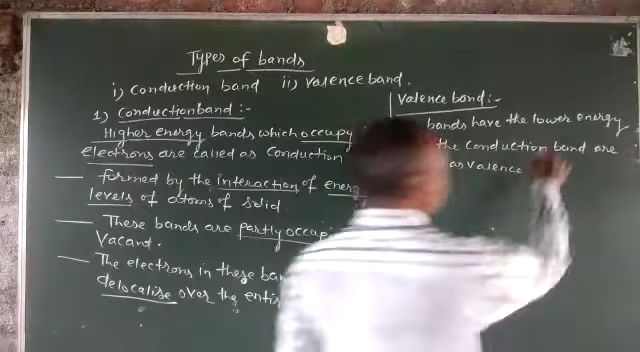 Types of bands
i) Conduction band ii) Valence band.
1) Conduction band :-
Higher energy bands which occupy
electrons are called as Conduction
— formed by the interaction of energ
levels of atoms of solid.
— These bands are partly occup
Vacand.
— The electrons in these ban
delocalise over the enti
Valence band :-
bands have the lower energy
the conduction band are
as valence